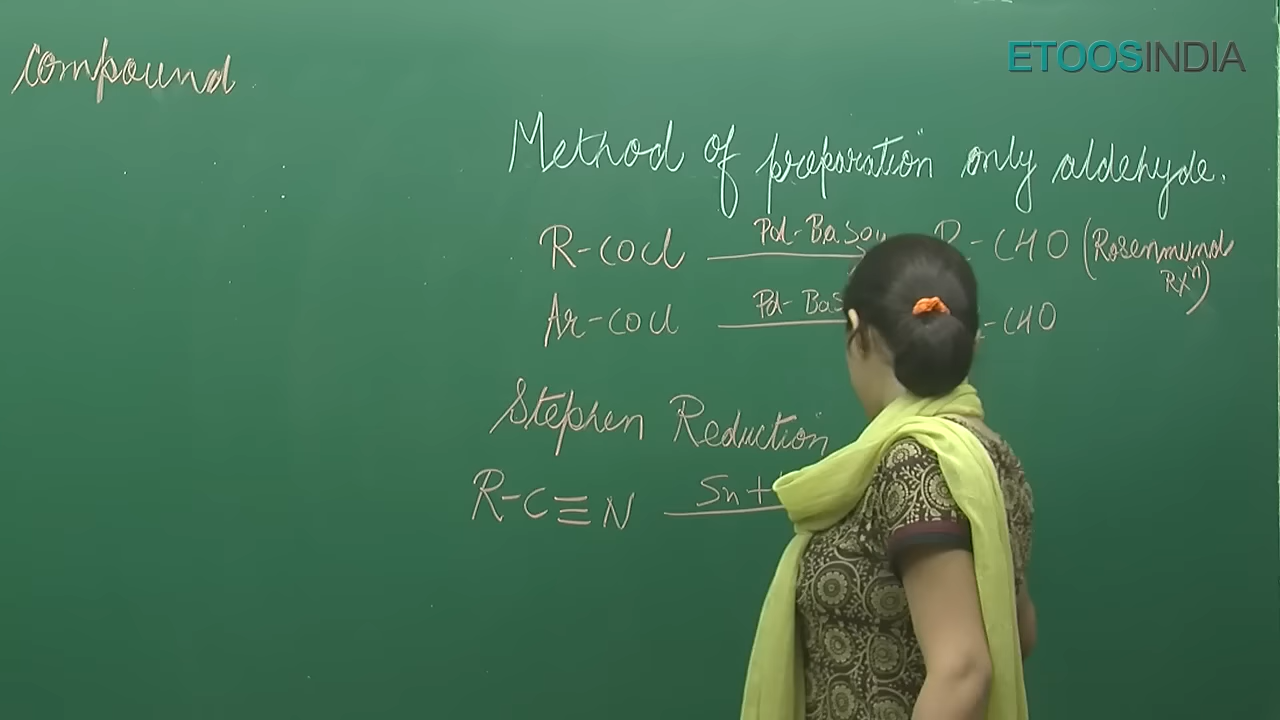 ETOOSINDIA
compound
Method of preparation only aldehyde.
R-COCl Pd-BaSO4 R-CHO (Rosenmund
Rxⁿ)
Ar-COCl Pd-BaS -CHO
Stephen Reduction
R-C≡N Sn+